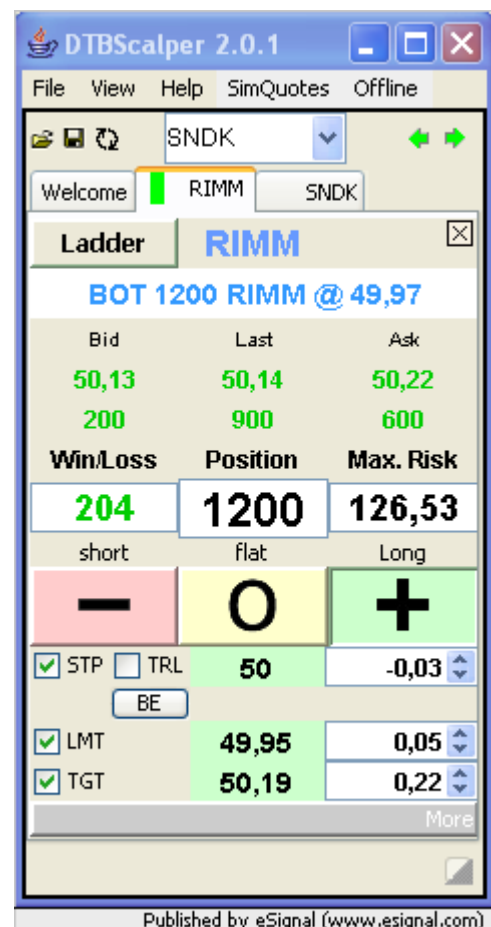 DTBScalper 2.0.1
File View Help SimQuotes Offline
SNDK
Welcome RIMM SNDK
Ladder RIMM
BOT 1200 RIMM @ 49,97
Bid Last Ask
50,13 50,14 50,22
200 900 600
Win/Loss Position Max. Risk
204 1200 126,53
short flat Long
− O +
STP TRL 50 -0,03
BE
LMT 49,95 0,05
TGT 50,19 0,22
More
Published by eSignal (www.esignal.com)